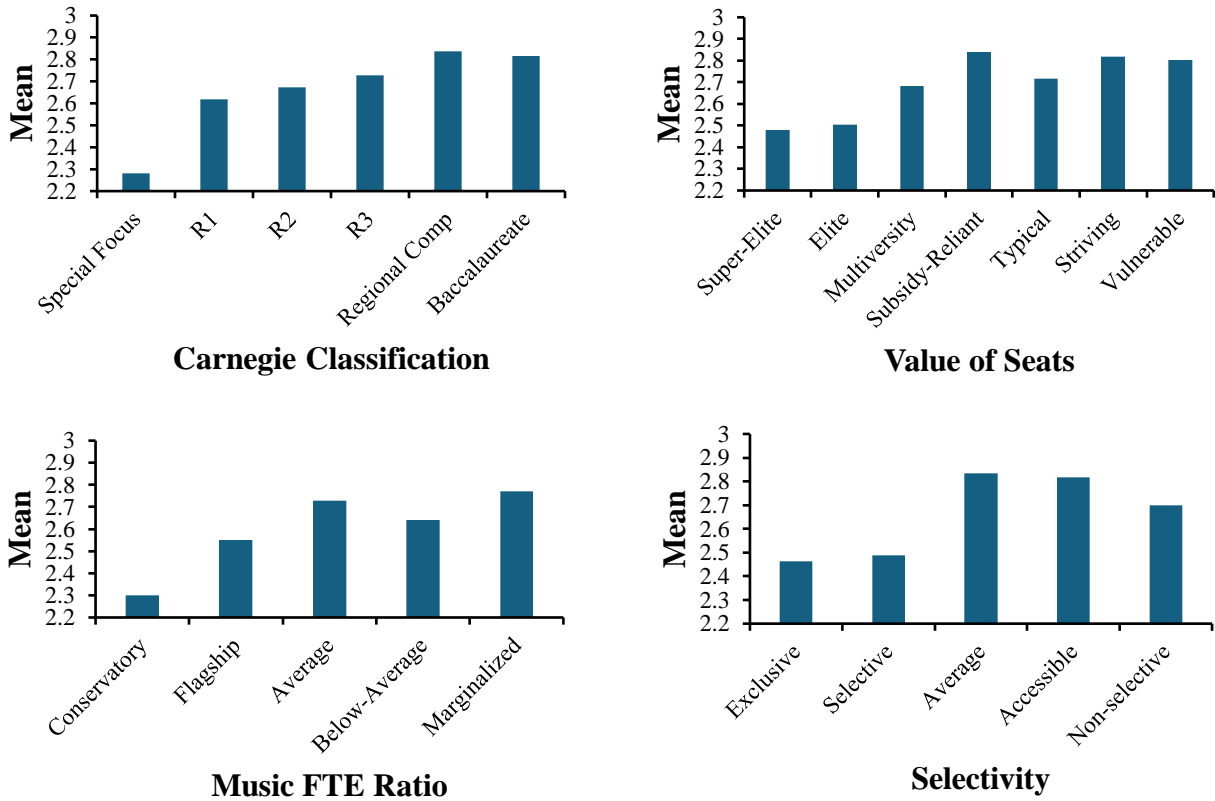 3
2.9
2.8
2.7
2.6
2.5
2.4
2.3
2.2
Mean
Special Focus
R1
R2
R3
Regional Comp
Baccalaureate
Carnegie Classification
3
2.9
2.8
2.7
2.6
2.5
2.4
2.3
2.2
Mean
Super-Elite
Elite
Multiversity
Subsidy-Reliant
Typical
Striving
Vulnerable
Value of Seats
3
2.9
2.8
2.7
2.6
2.5
2.4
2.3
2.2
Mean
Conservatory
Flagship
Average
Below-Average
Marginalized
Music FTE Ratio
3
2.9
2.8
2.7
2.6
2.5
2.4
2.3
2.2
Mean
Exclusive
Selective
Average
Accessible
Non-selective
Selectivity